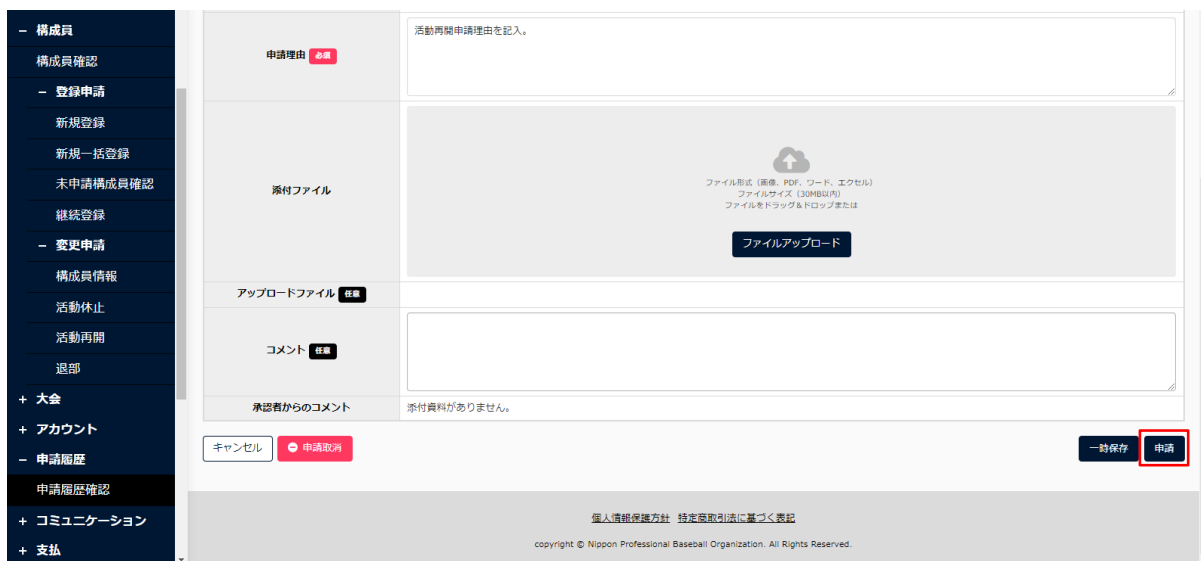 − 構成員
構成員確認
− 登録申請
新規登録
新規一括登録
未申請構成員確認
継続登録
− 変更申請
構成員情報
活動休止
活動再開
退部
+ 大会
+ アカウント
− 申請履歴
申請履歴確認
+ コミュニケーション
+ 支払
申請理由 必須
活動再開申請理由を記入。
添付ファイル
ファイル形式（画像、PDF、ワード、エクセル）
ファイルサイズ（30MB以内）
ファイルをドラッグ＆ドロップまたは
ファイルアップロード
アップロードファイル 任意
コメント 任意
承認者からのコメント
添付資料がありません。
キャンセル
申請取消
一時保存
申請
個人情報保護方針 特定商取引法に基づく表記
copyright © Nippon Professional Baseball Organization. All Rights Reserved.